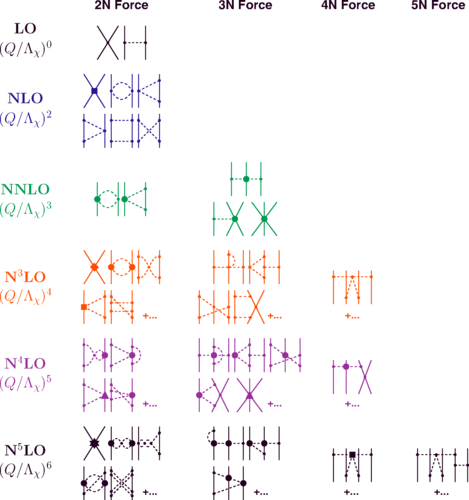 2N Force 3N Force 4N Force 5N Force
LO
(Q/Λχ)⁰
NLO
(Q/Λχ)²
NNLO
(Q/Λχ)³
N³LO
(Q/Λχ)⁴
+... +... +...
N⁴LO
(Q/Λχ)⁵
+... +... +...
N⁵LO
(Q/Λχ)⁶
+... +... +... +...